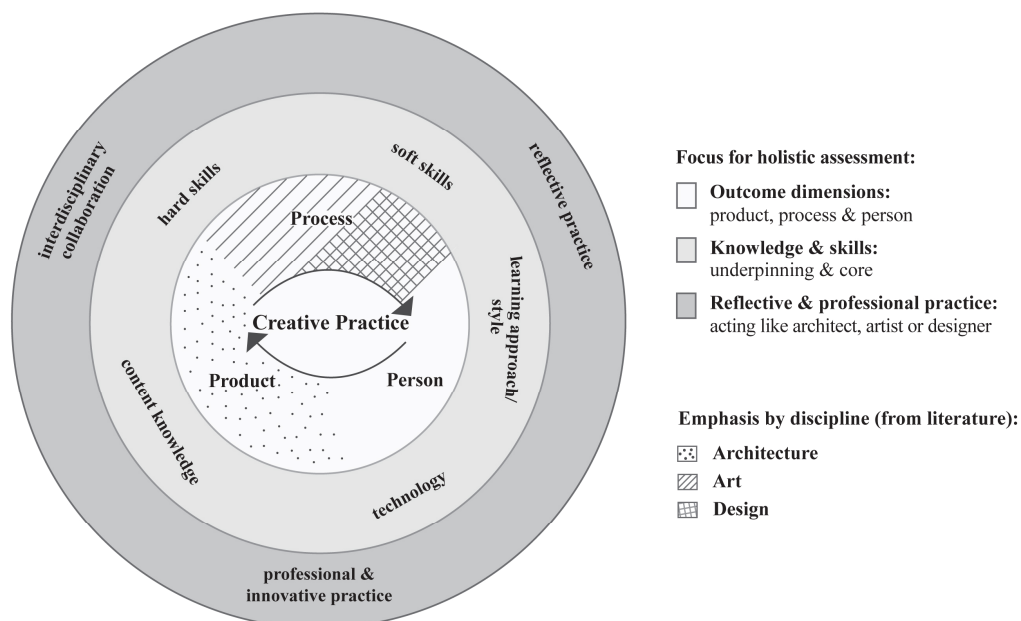 interdisciplinary
collaboration
hard skills
soft skills
reflective practice
Process
learning approach/
style
Creative Practice
Product
Person
content knowledge
technology
professional &
innovative practice
Focus for holistic assessment:
Outcome dimensions:
product, process & person
Knowledge & skills:
underpinning & core
Reflective & professional practice:
acting like architect, artist or designer
Emphasis by discipline (from literature):
Architecture
Art
Design